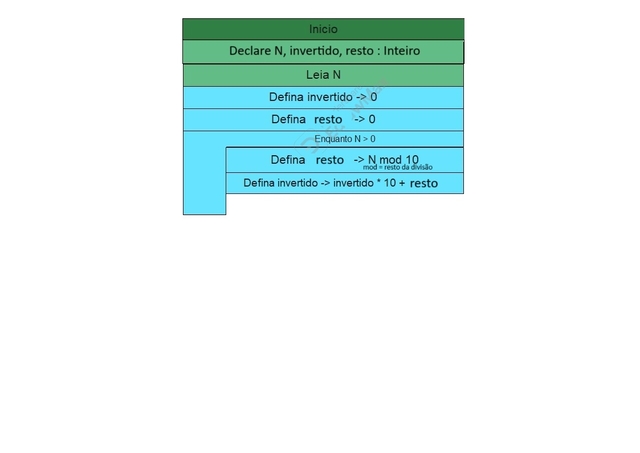 Inicio
Declare N, invertido, resto : Inteiro
Leia N
Defina invertido -> 0
Defina resto -> 0
Enquanto N > 0
Defina resto -> N mod 10
mod = resto da divisão
Defina invertido -> invertido * 10 + resto